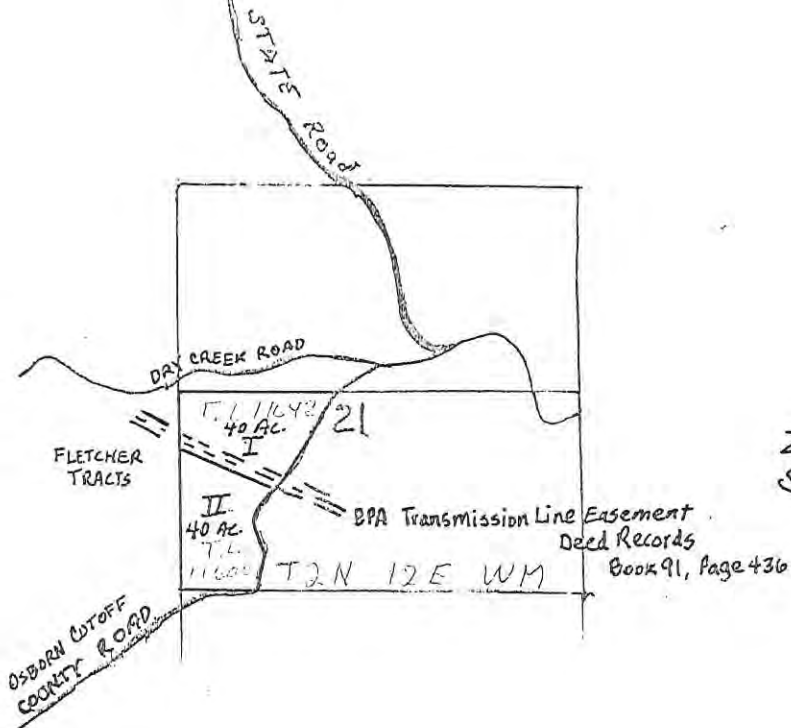 STATE ROAD
DRY CREEK ROAD
T.L. 11642
40 AC.
I
21
FLETCHER
TRACTS
II
40 AC
T.L.
BPA Transmission Line Easement
Deed Records
Book 91, Page 436
T2N 12E WM
OSBORN CUTOFF
COUNTY ROAD